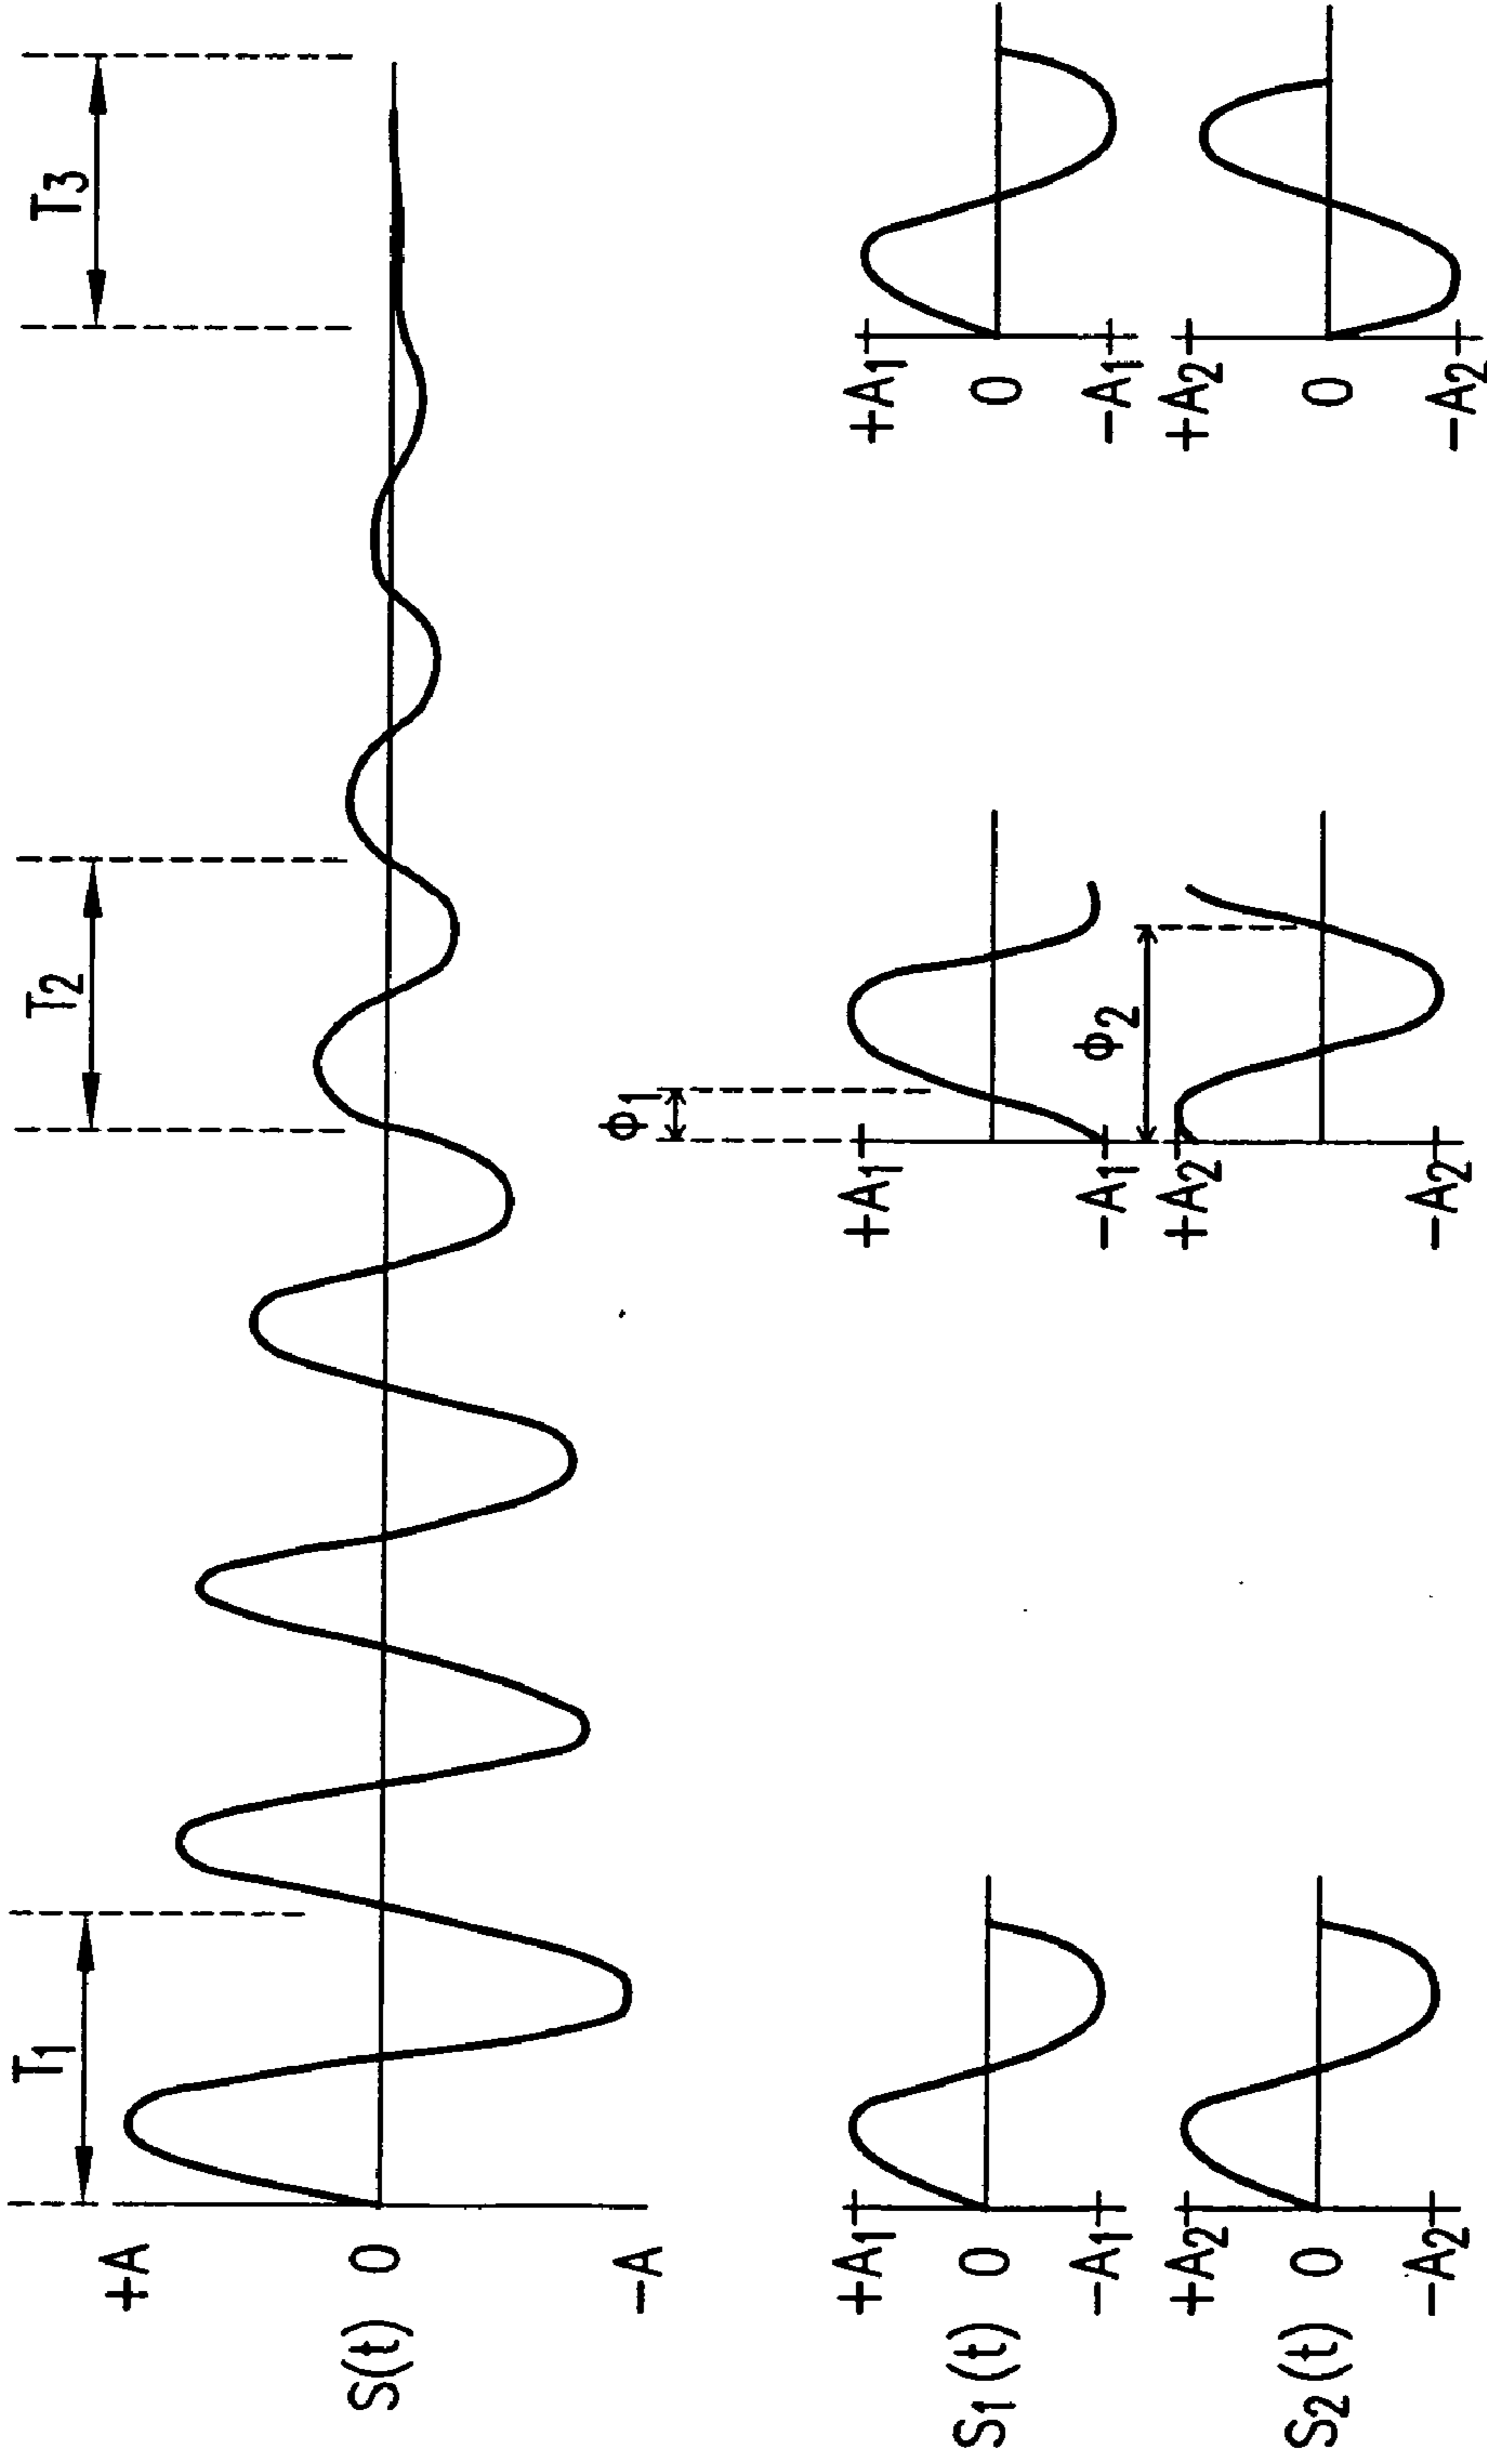 T1
T2
T3
+A
S(t) 0
-A
ϕ1
ϕ2
+A1
S1(t) 0
-A1
+A2
S2(t) 0
-A2
+A1
-A1
+A2
-A2
+A1
0
-A1
+A2
0
-A2